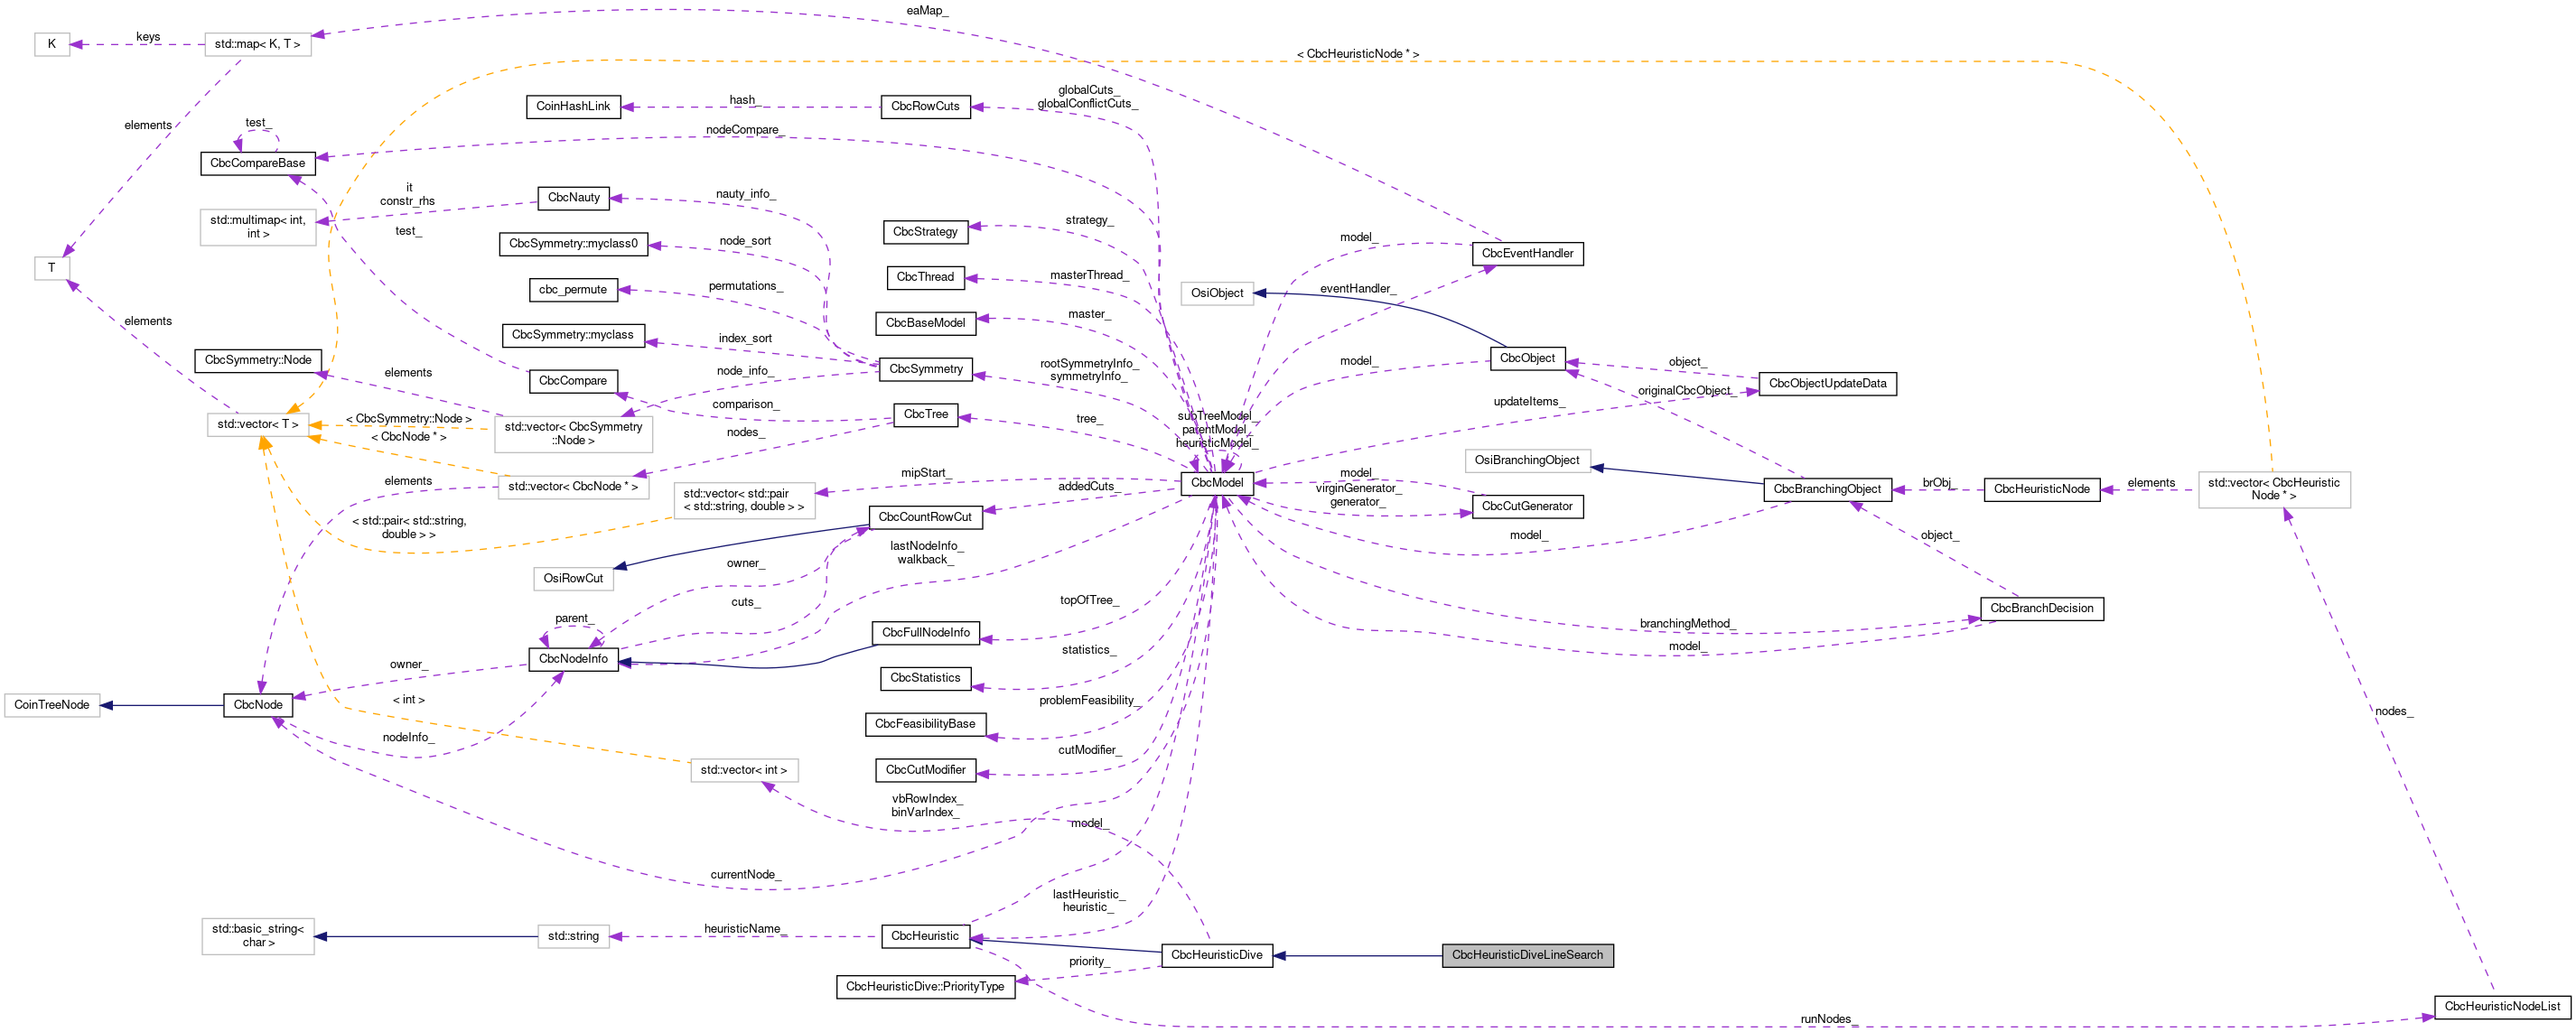 eaMap_
K
keys
std::map< K, T >
< CbcHeuristicNode * >
CoinHashLink
hash_
CbcRowCuts
globalCuts_
globalConflictCuts_
elements
test_
nodeCompare_
CbcCompareBase
it
constr_rhs
CbcNauty
nauty_info_
std::multimap< int,
int >
test_
CbcStrategy
strategy_
CbcSymmetry::myclass0
node_sort
model_
CbcEventHandler
T
CbcThread
masterThread_
cbc_permute
permutations_
OsiObject
eventHandler_
elements
CbcBaseModel
master_
CbcSymmetry::myclass
index_sort
CbcSymmetry::Node
elements
CbcCompare
node_info_
CbcSymmetry
rootSymmetryInfo_
symmetryInfo_
model_
CbcObject
object_
CbcObjectUpdateData
originalCbcObject_
updateItems_
comparison_
CbcTree
tree_
subTreeModel_
parentModel_
heuristicModel_
std::vector< T >
< CbcSymmetry::Node >
std::vector< CbcSymmetry
::Node >
< CbcNode * >
nodes_
OsiBranchingObject
elements
std::vector< CbcNode * >
mipStart_
std::vector< std::pair
< std::string, double > >
addedCuts_
CbcModel
model_
virginGenerator_
generator_
CbcCutGenerator
CbcBranchingObject
brObj_
CbcHeuristicNode
elements
std::vector< CbcHeuristic
Node * >
< std::pair< std::string,
double > >
CbcCountRowCut
lastNodeInfo_
walkback_
model_
object_
OsiRowCut
owner_
cuts_
topOfTree_
CbcBranchDecision
branchingMethod_
model_
parent_
CbcFullNodeInfo
CbcNodeInfo
owner_
statistics_
CbcStatistics
CoinTreeNode
CbcNode
< int >
problemFeasibility_
CbcFeasibilityBase
nodes_
nodeInfo_
cutModifier_
std::vector< int >
CbcCutModifier
vbRowIndex_
binVarIndex_
model_
currentNode_
lastHeuristic_
heuristic_
std::basic_string<
char >
std::string
heuristicName_
CbcHeuristic
CbcHeuristicDive
CbcHeuristicDiveLineSearch
priority_
CbcHeuristicDive::PriorityType
runNodes_
CbcHeuristicNodeList